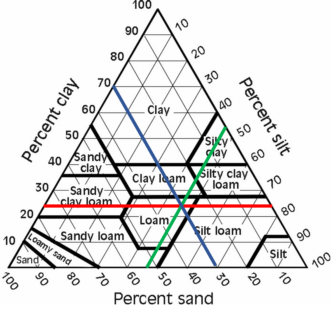 100
10
90
20
80
30
70
40
60
Clay
50
50
Silty
clay
60
40
Sandy
clay
Clay loam
Silty clay
loam
70
30
Sandy
clay loam
80
20
Loam
Silt loam
Sandy loam
90
10
Loamy sand
Sand
Silt
100
100
90
80
70
60
50
40
30
20
10
Percent clay
Percent silt
Percent sand